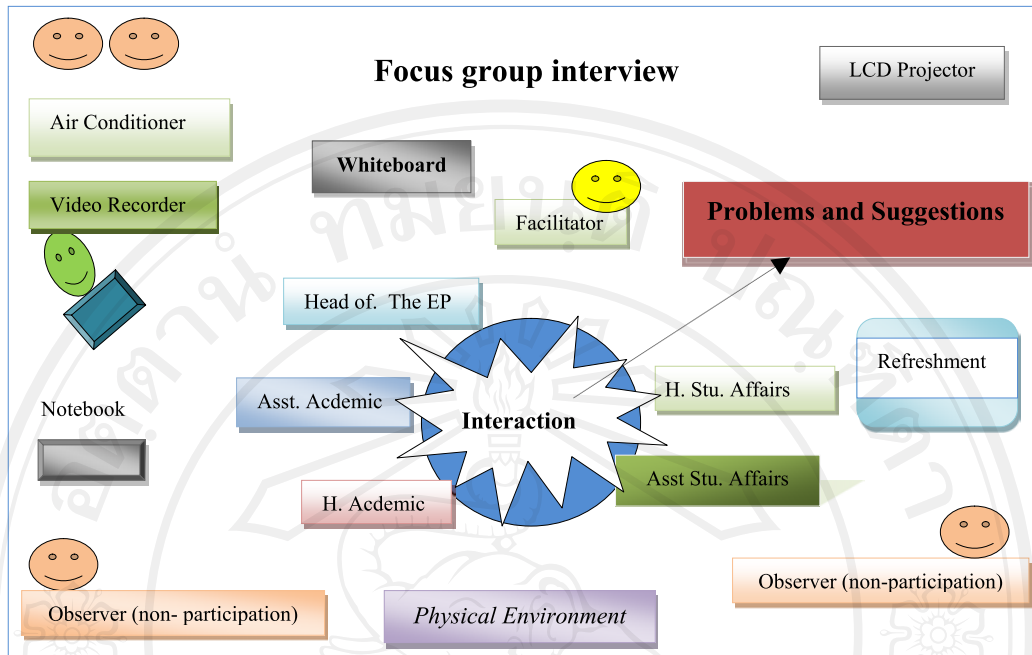 Focus group interview
LCD Projector
Air Conditioner
Whiteboard
Video Recorder
Facilitator
Problems and Suggestions
Head of.  The EP
Refreshment
Asst. Acdemic
H. Stu. Affairs
Notebook
Interaction
Asst Stu. Affairs
H. Acdemic
Observer (non-participation)
Observer (non- participation)
Physical Environment